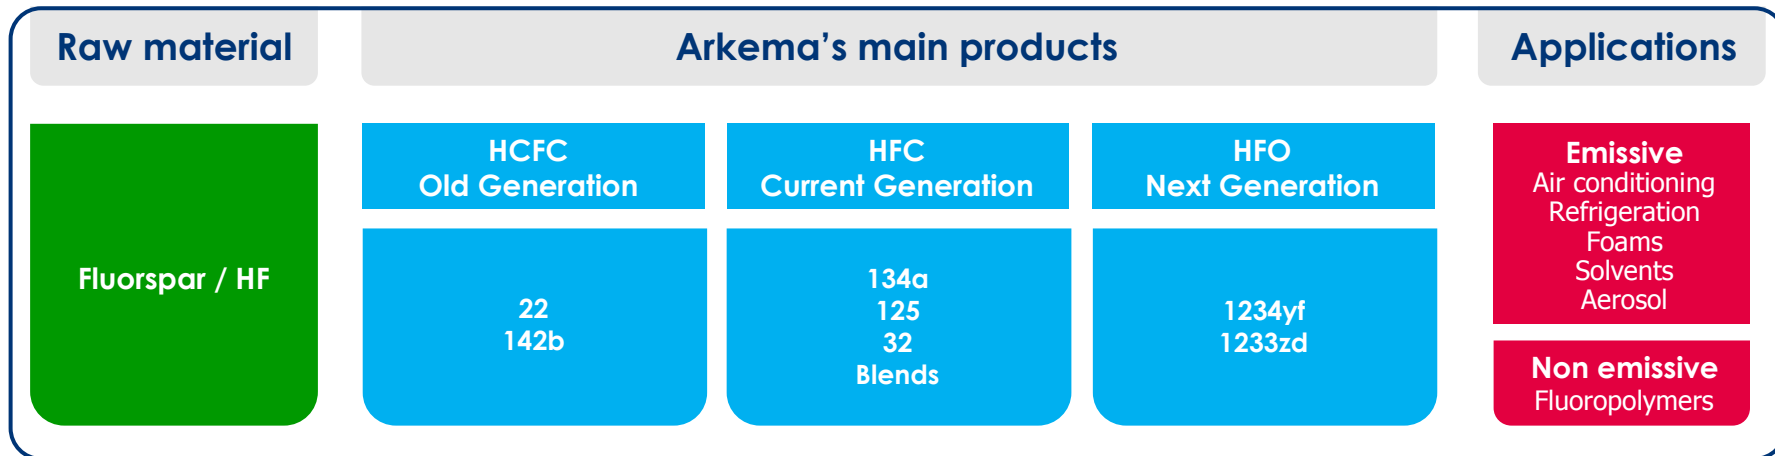 Raw material
Arkema’s main products
Applications
Fluorspar / HF
HCFC
Old Generation
22
142b
HFC
Current Generation
134a
125
32
Blends
HFO
Next Generation
1234yf
1233zd
Emissive
Air conditioning
Refrigeration
Foams
Solvents
Aerosol
Non emissive
Fluoropolymers